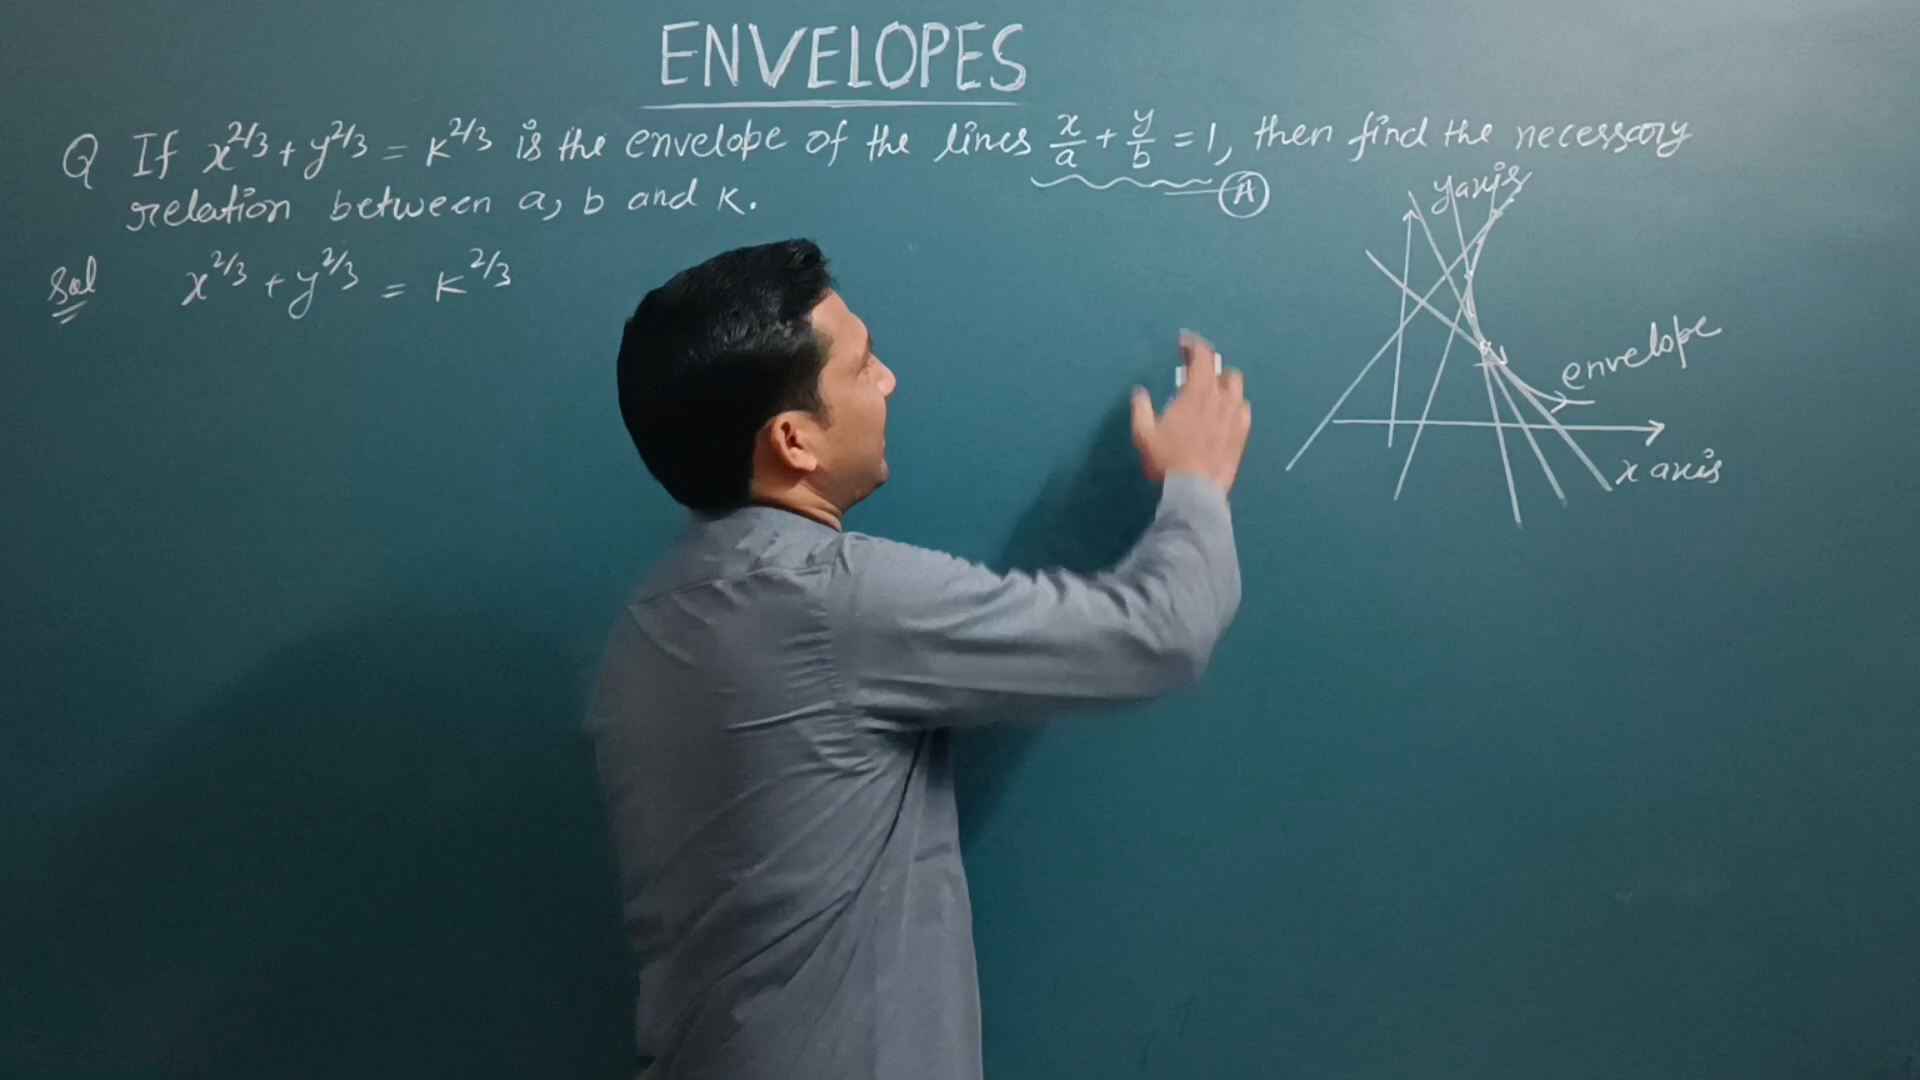 ENVELOPES
Q If x^2/3 + y^2/3 = K^2/3 is the envelope of the lines x/a + y/b = 1, then find the necessary
A
relation between a, b and K.
y axis
Sol x^2/3 + y^2/3 = K^2/3
envelope
x axis